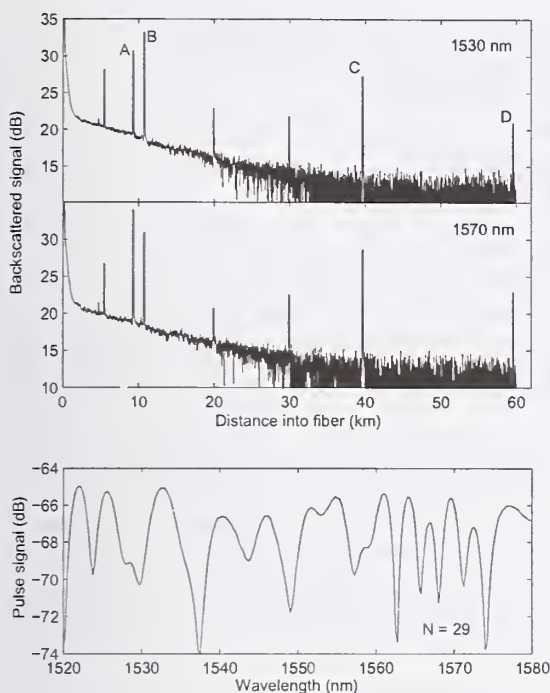 35
30
25
20
15
Backscattered signal (dB)
A
B
C
D
1530 nm
30
25
20
15
10
1570 nm
0
10
20
30
40
50
60
Distance into fiber (km)
−64
−66
−68
−70
−72
−74
Pulse signal (dB)
N = 29
1520
1530
1540
1550
1560
1570
1580
Wavelength (nm)